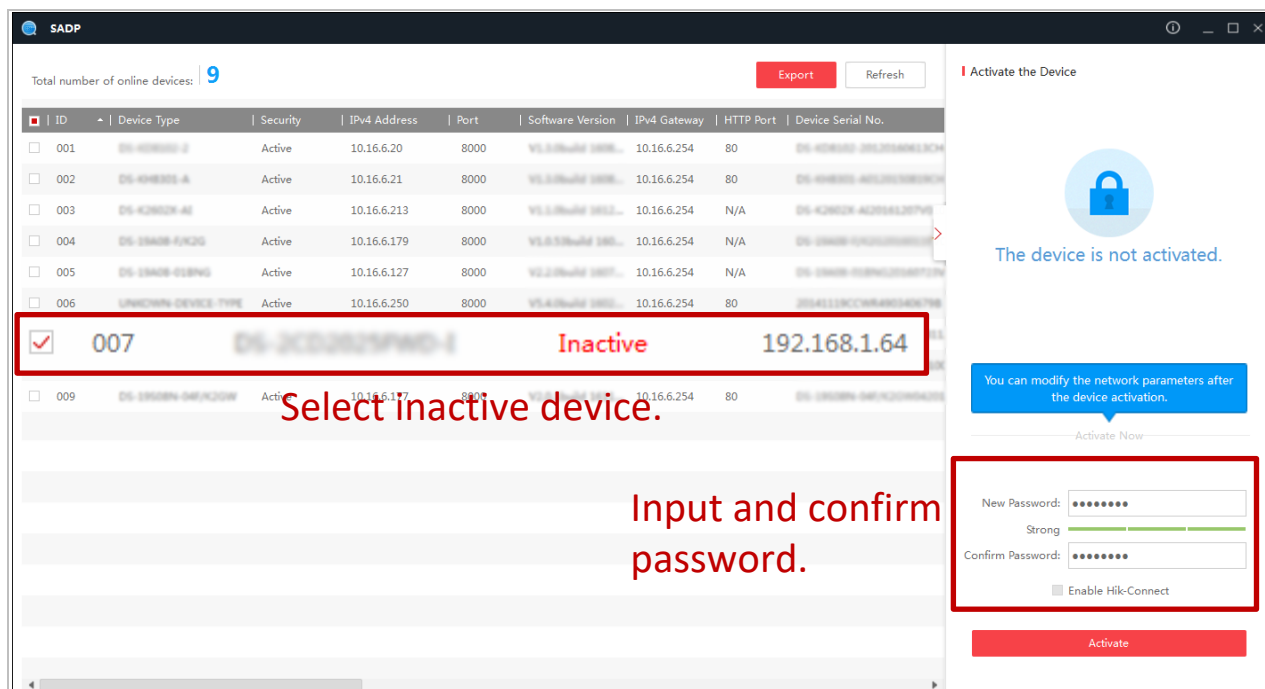 SADP
Total number of online devices: 9
Export
Refresh
ID | Device Type | Security | IPv4 Address | Port | Software Version | IPv4 Gateway | HTTP Port | Device Serial No.
001 Active 10.16.6.20 8000 10.16.6.254 80
002 Active 10.16.6.21 8000 10.16.6.254 80
003 Active 10.16.6.213 8000 10.16.6.254 N/A
004 Active 10.16.6.179 8000 10.16.6.254 N/A
005 Active 10.16.6.127 8000 10.16.6.254 N/A
006 UNKOWN-DEVICE-TYPE Active 10.16.6.250 8000 10.16.6.254 80
007 Inactive 192.168.1.64
009 Active 10.16.6.177 8000 10.16.6.254 80
Select inactive device.
Input and confirm
password.
Activate the Device
The device is not activated.
You can modify the network parameters after
the device activation.
Activate Now
New Password: ••••••••
Strong
Confirm Password: ••••••••
Enable Hik-Connect
Activate